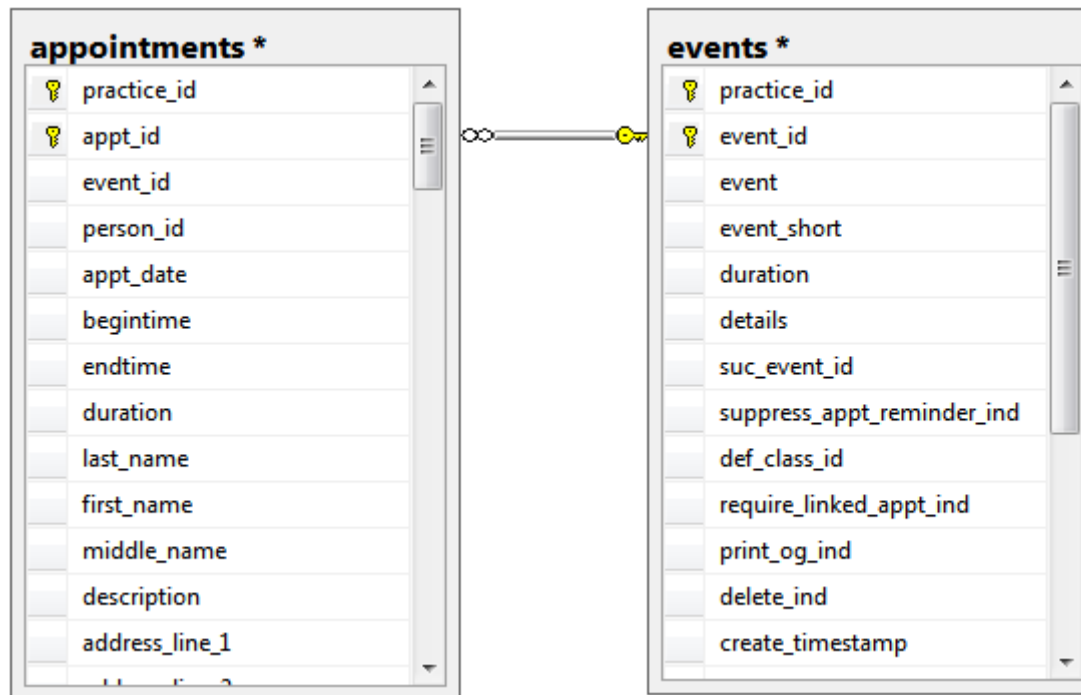 appointments *
practice_id
appt_id
event_id
person_id
appt_date
begintime
endtime
duration
last_name
first_name
middle_name
description
address_line_1
events *
practice_id
event_id
event
event_short
duration
details
suc_event_id
suppress_appt_reminder_ind
def_class_id
require_linked_appt_ind
print_og_ind
delete_ind
create_timestamp